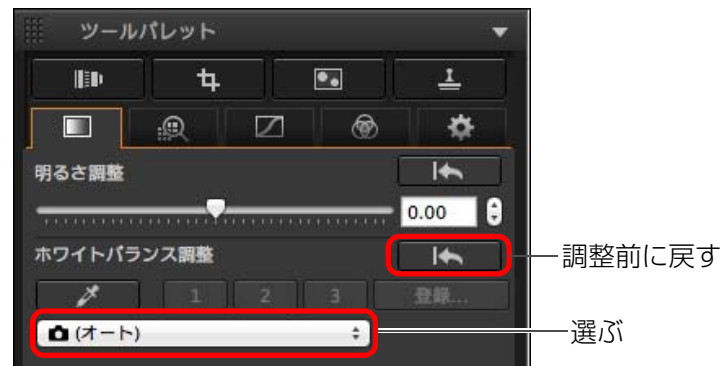 ツールパレット
明るさ調整
0.00
ホワイトバランス調整
調整前に戻す
1 2 3 登録...
(オート)
選ぶ